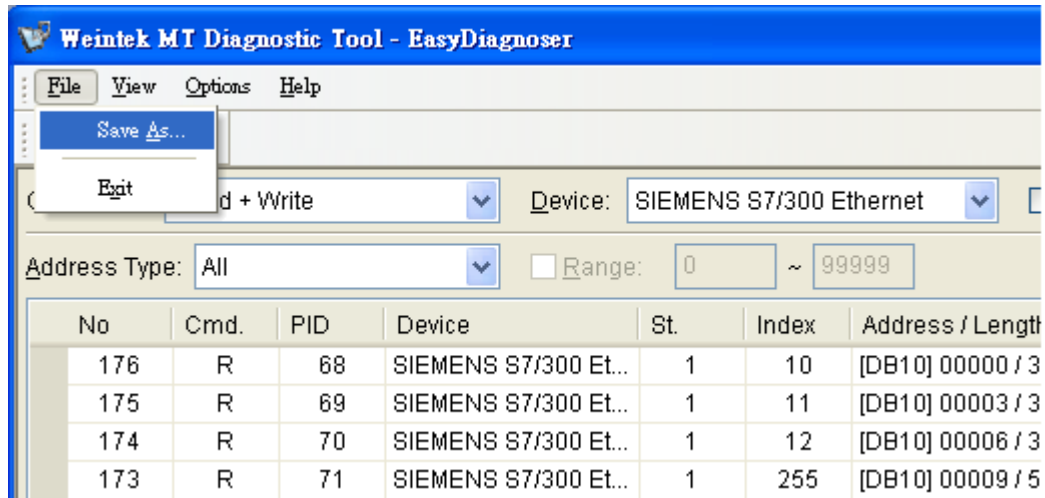 Weintek MT Diagnostic Tool - EasyDiagnoser
File View Options Help
Save As...
Exit
d + Write Device: SIEMENS S7/300 Ethernet
Address Type: All Range: 0 ~ 99999
No Cmd. PID Device St. Index Address / Length
176 R 68 SIEMENS S7/300 Et... 1 10 [DB10] 00000 / 3
175 R 69 SIEMENS S7/300 Et... 1 11 [DB10] 00003 / 3
174 R 70 SIEMENS S7/300 Et... 1 12 [DB10] 00006 / 3
173 R 71 SIEMENS S7/300 Et... 1 255 [DB10] 00009 / 5